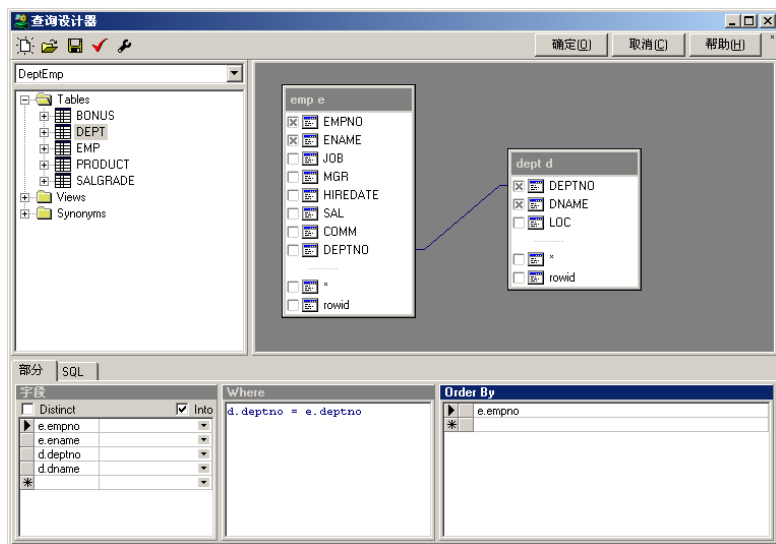 查询设计器
确定(O) 取消(C) 帮助(H)
DeptEmp
Tables
BONUS
DEPT
EMP
PRODUCT
SALGRADE
Views
Synonyms
emp e
EMPNO
ENAME
JOB
MGR
HIREDATE
SAL
COMM
DEPTNO
*
rowid
dept d
DEPTNO
DNAME
LOC
*
rowid
部分 SQL
字段
Distinct Into
e.empno
e.ename
d.deptno
d.dname
Where
d.deptno = e.deptno
Order By
e.empno